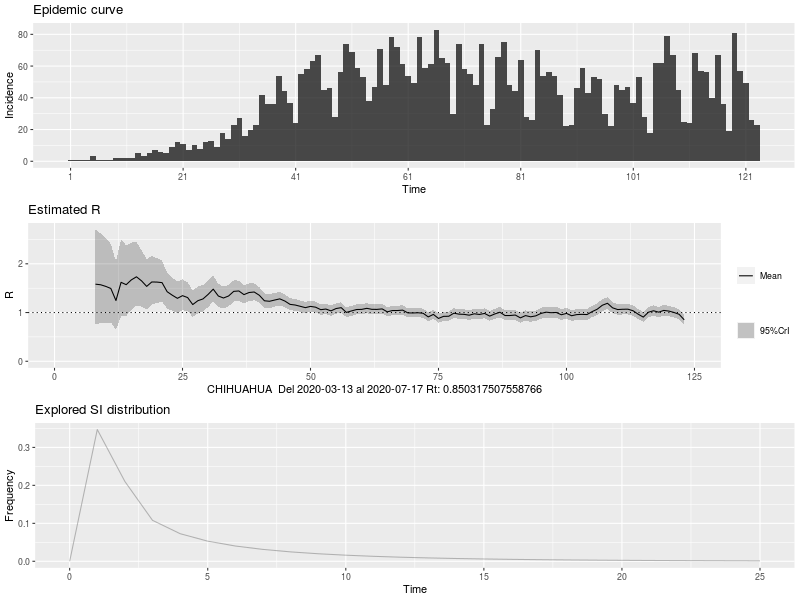 Epidemic curve
80
60
40
20
0
Incidence
1 21 41 61 81 101 121
Time
Estimated R
2
1
0
R
Mean
95%CrI
0 25 50 75 100 125
CHIHUAHUA Del 2020-03-13 al 2020-07-17 Rt: 0.850317507558766
Explored SI distribution
0.3
0.2
0.1
0.0
Frequency
0 5 10 15 20 25
Time